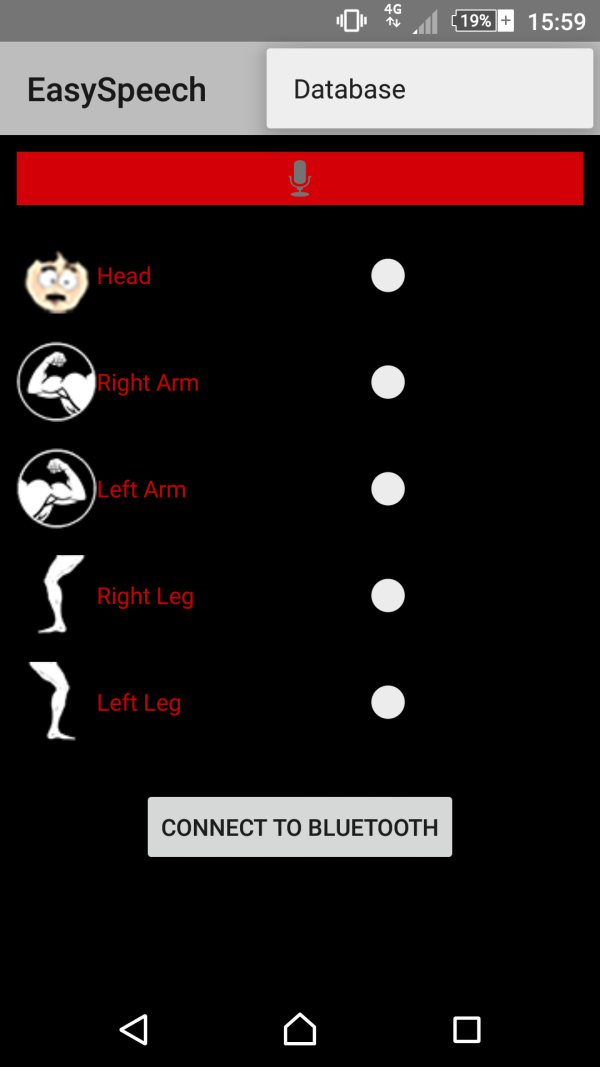 4G
19%
15:59
EasySpeech
Database
Head
Right Arm
Left Arm
Right Leg
Left Leg
CONNECT TO BLUETOOTH